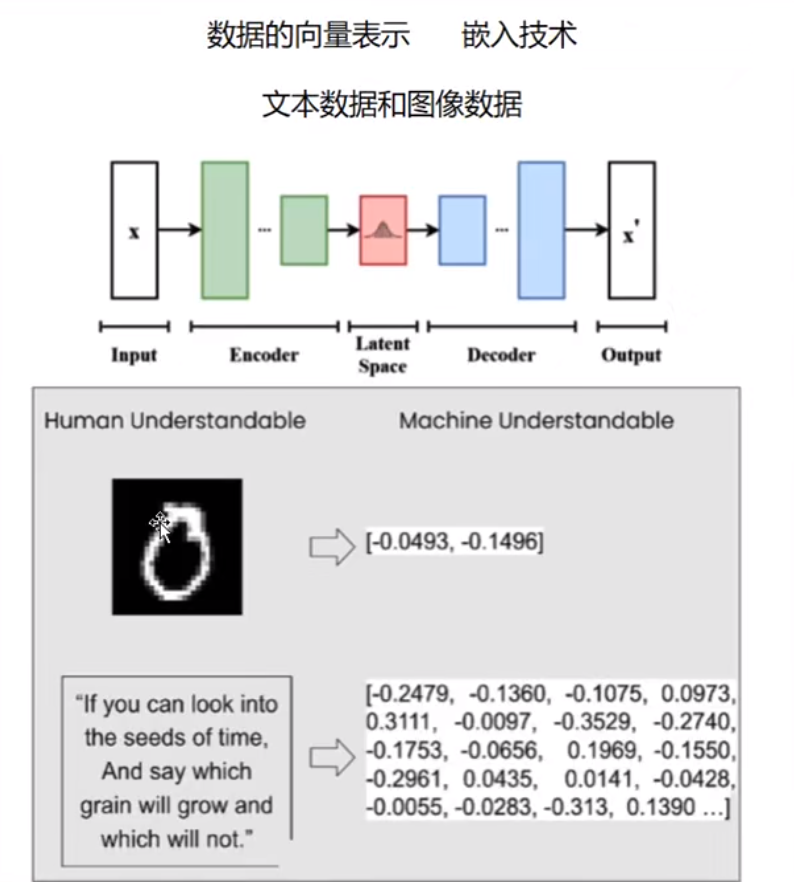 数据的向量表示 嵌入技术
文本数据和图像数据
x
...
...
x'
Input
Encoder
Latent
Space
Decoder
Output
Human Understandable
Machine Understandable
[-0.0493, -0.1496]
“If you can look into
the seeds of time,
And say which
grain will grow and
which will not.”
[-0.2479, -0.1360, -0.1075, 0.0973,
0.3111, -0.0097, -0.3529, -0.2740,
-0.1753, -0.0656, 0.1969, -0.1550,
-0.2961, 0.0435, 0.0141, -0.0428,
-0.0055, -0.0283, -0.313, 0.1390 ...]